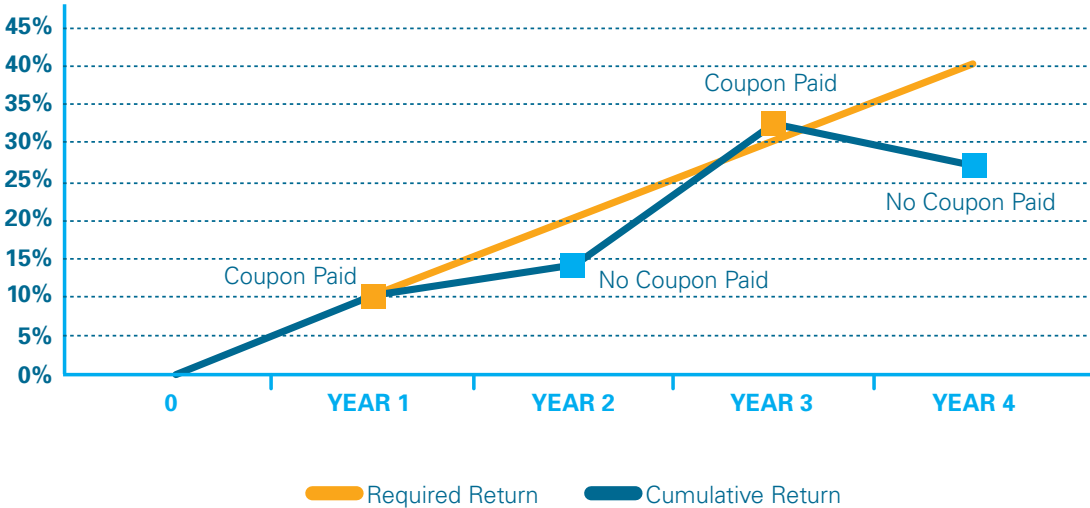 45%
40%
Coupon Paid
35%
30%
25%
No Coupon Paid
20%
15%
Coupon Paid
No Coupon Paid
10%
5%
0%
0 YEAR 1 YEAR 2 YEAR 3 YEAR 4
Required Return Cumulative Return